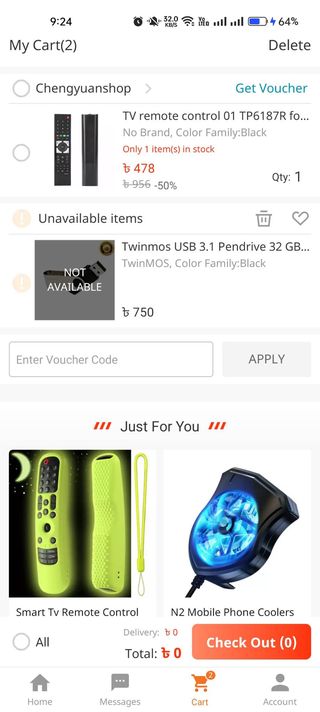 9:24
32.0
KB/S
64%
My Cart(2)
Delete
Chengyuanshop
Get Voucher
TV remote control 01 TP6187R fo...
No Brand, Color Family:Black
Only 1 item(s) in stock
৳ 478
৳ 956 -50%
Qty: 1
Unavailable items
NOT
AVAILABLE
Twinmos USB 3.1 Pendrive 32 GB...
TwinMOS, Color Family:Black
৳ 750
Enter Voucher Code
APPLY
Just For You
Smart Tv Remote Control
N2 Mobile Phone Coolers
All
Delivery: ৳ 0
Total: ৳ 0
Check Out (0)
Home
Messages
2
Cart
Account